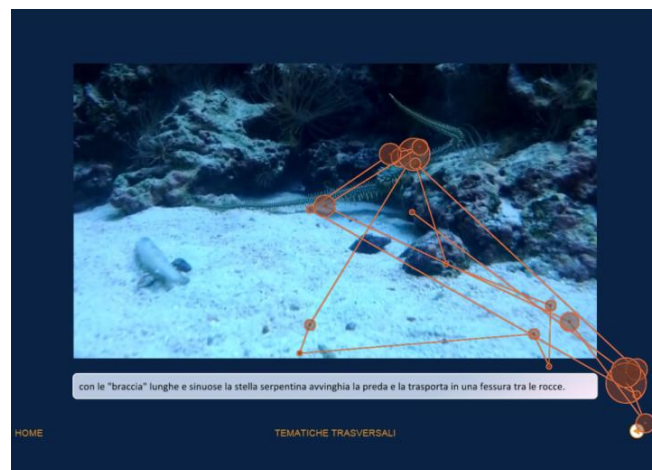 con le "braccia" lunghe e sinuose la stella serpentina avvinghia la preda e la trasporta in una fessura tra le rocce.
HOME
TEMATICHE TRASVERSALI